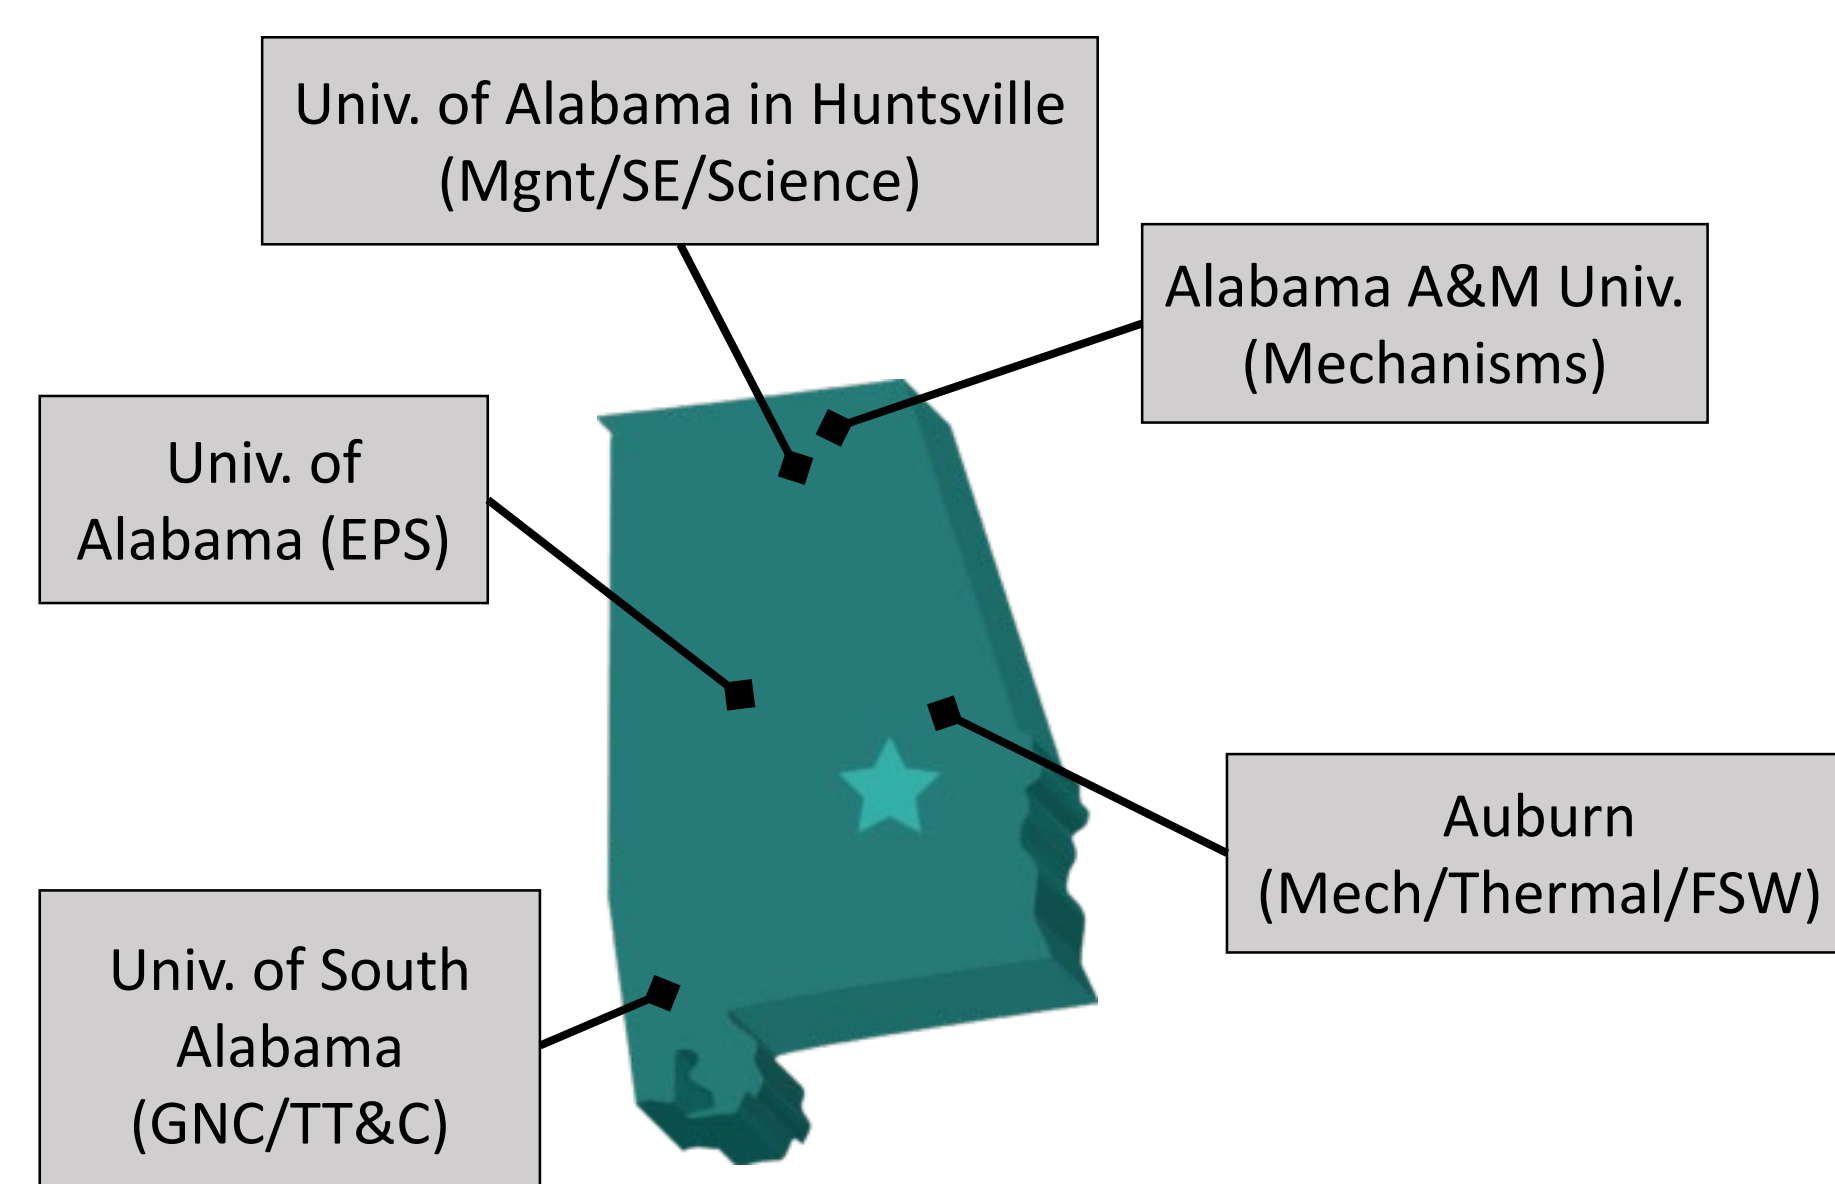 Univ. of Alabama in Huntsville
(Mgnt/SE/Science)
Alabama A&M Univ.
(Mechanisms)
Univ. of
Alabama (EPS)
Auburn
(Mech/Thermal/FSW)
Univ. of South
Alabama
(GNC/TT&C)